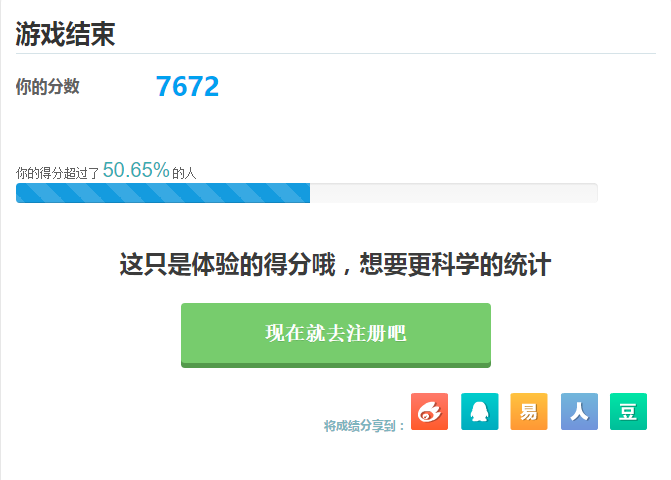 游戏结束
你的分数 7672
你的得分超过了 50.65% 的人
这只是体验的得分哦，想要更科学的统计
现在就去注册吧
将成绩分享到： 易 人 豆